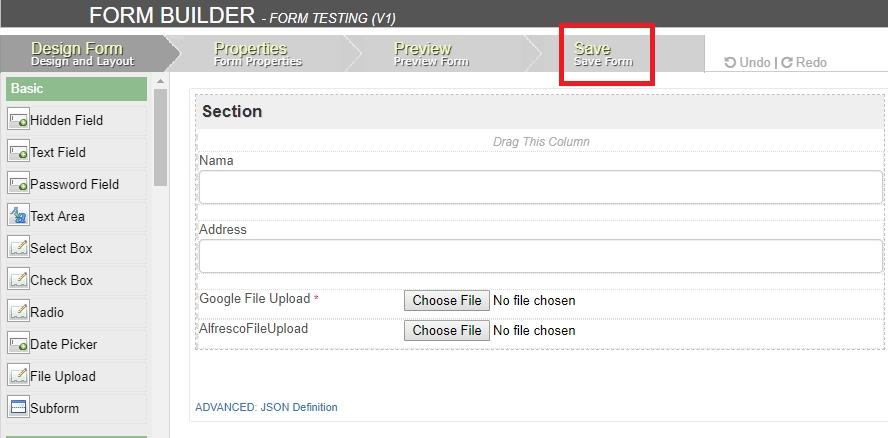 FORM BUILDER - FORM TESTING (V1)
Design Form
Design and Layout
Properties
Form Properties
Preview
Preview Form
Save
Save Form
Undo | Redo
Basic
Hidden Field
Text Field
Password Field
Text Area
Select Box
Check Box
Radio
Date Picker
File Upload
Subform
Section
Drag This Column
Nama
Address
Google File Upload *
Choose File No file chosen
AlfrescoFileUpload
Choose File No file chosen
ADVANCED: JSON Definition